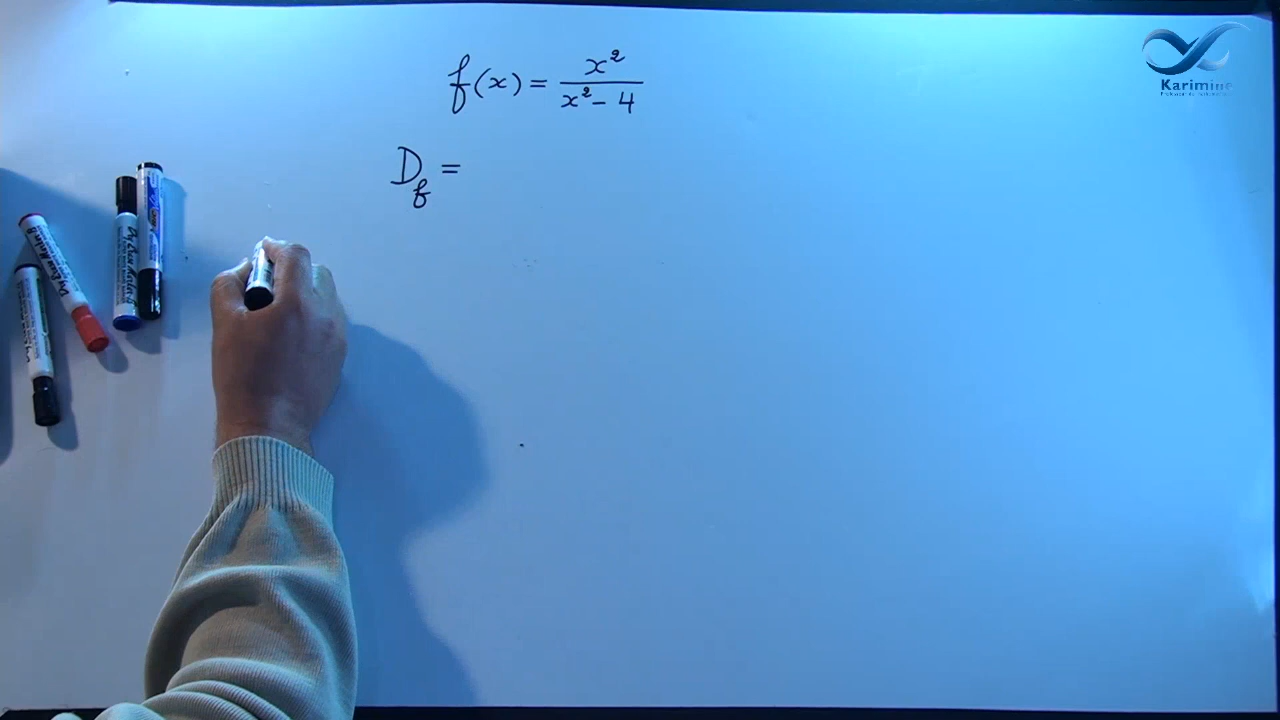 f(x) = x² / (x² - 4)
Karimine
D_f =